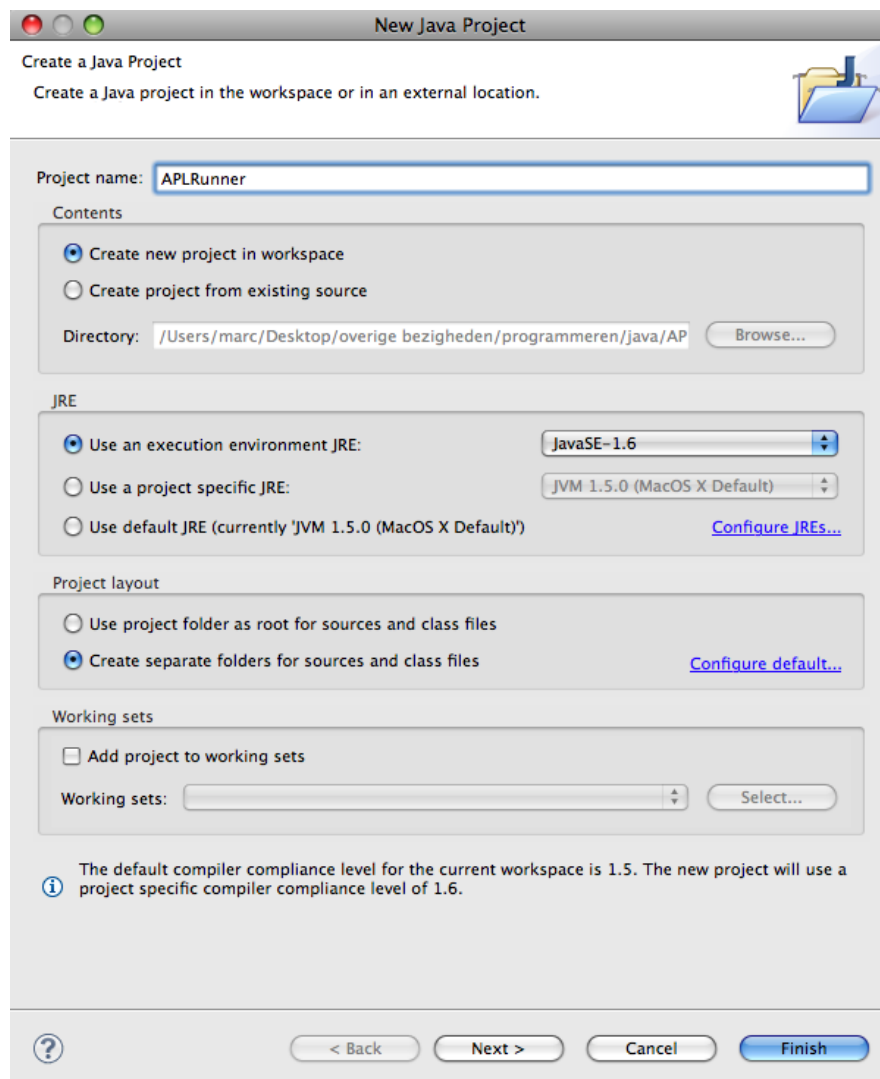 New Java Project
Create a Java Project
Create a Java project in the workspace or in an external location.
Project name: APLRunner
Contents
Create new project in workspace
Create project from existing source
Directory: /Users/marc/Desktop/overige bezigheden/programmeren/java/AP Browse...
JRE
Use an execution environment JRE: JavaSE-1.6
Use a project specific JRE: JVM 1.5.0 (MacOS X Default)
Use default JRE (currently 'JVM 1.5.0 (MacOS X Default)') Configure JREs...
Project layout
Use project folder as root for sources and class files
Create separate folders for sources and class files Configure default...
Working sets
Add project to working sets
Working sets: Select...
The default compiler compliance level for the current workspace is 1.5. The new project will use a
project specific compiler compliance level of 1.6.
? < Back Next > Cancel Finish